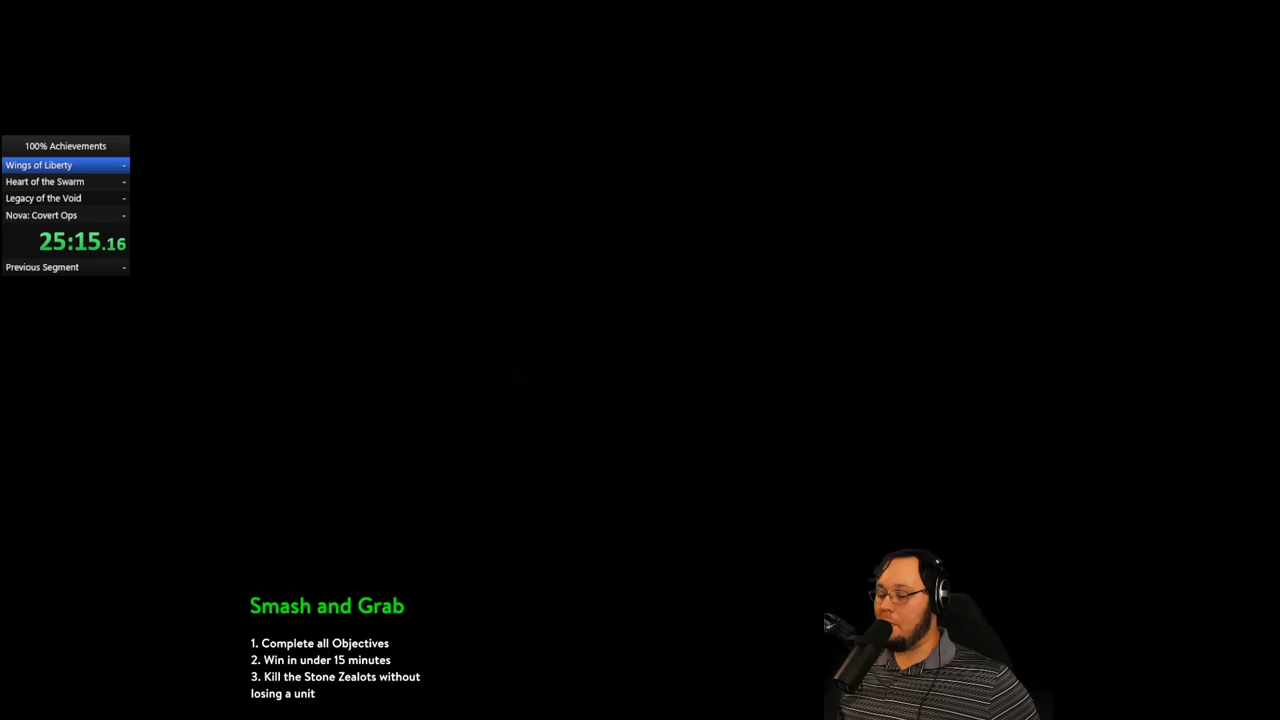 100% Achievements
Wings of Liberty -
Heart of the Swarm -
Legacy of the Void -
Nova: Covert Ops -
25:15.16
Previous Segment -
Smash and Grab
1. Complete all Objectives
2. Win in under 15 minutes
3. Kill the Stone Zealots without
losing a unit